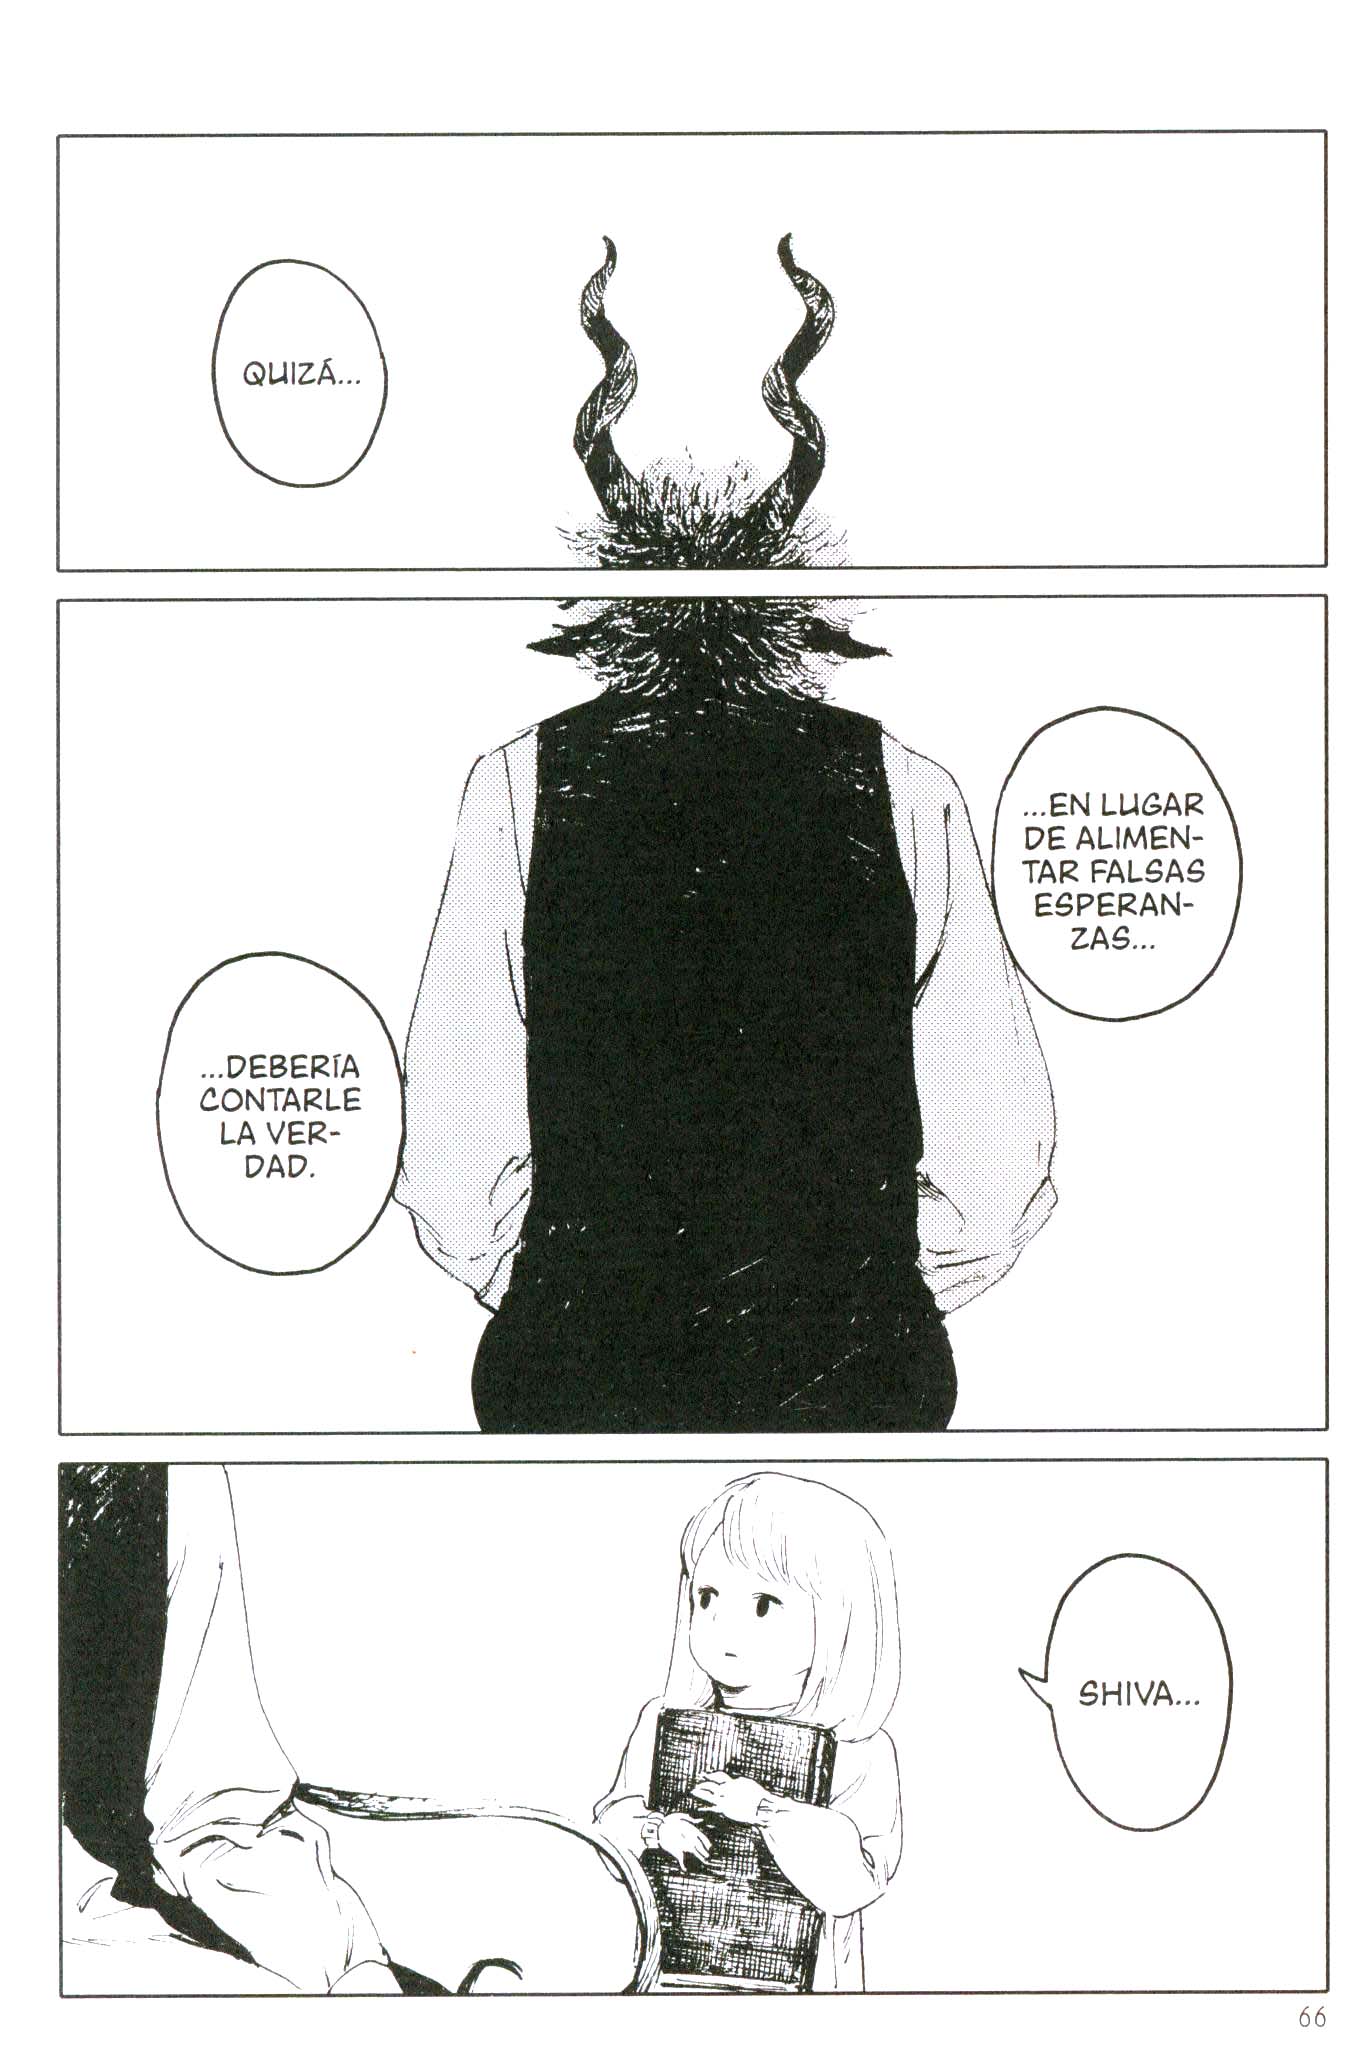 QUIZÁ...
...EN LUGAR
DE ALIMEN-
TAR FALSAS
ESPERAN-
ZAS...
...DEBERÍA
CONTARLE
LA VER-
DAD.
SHIVA...
66